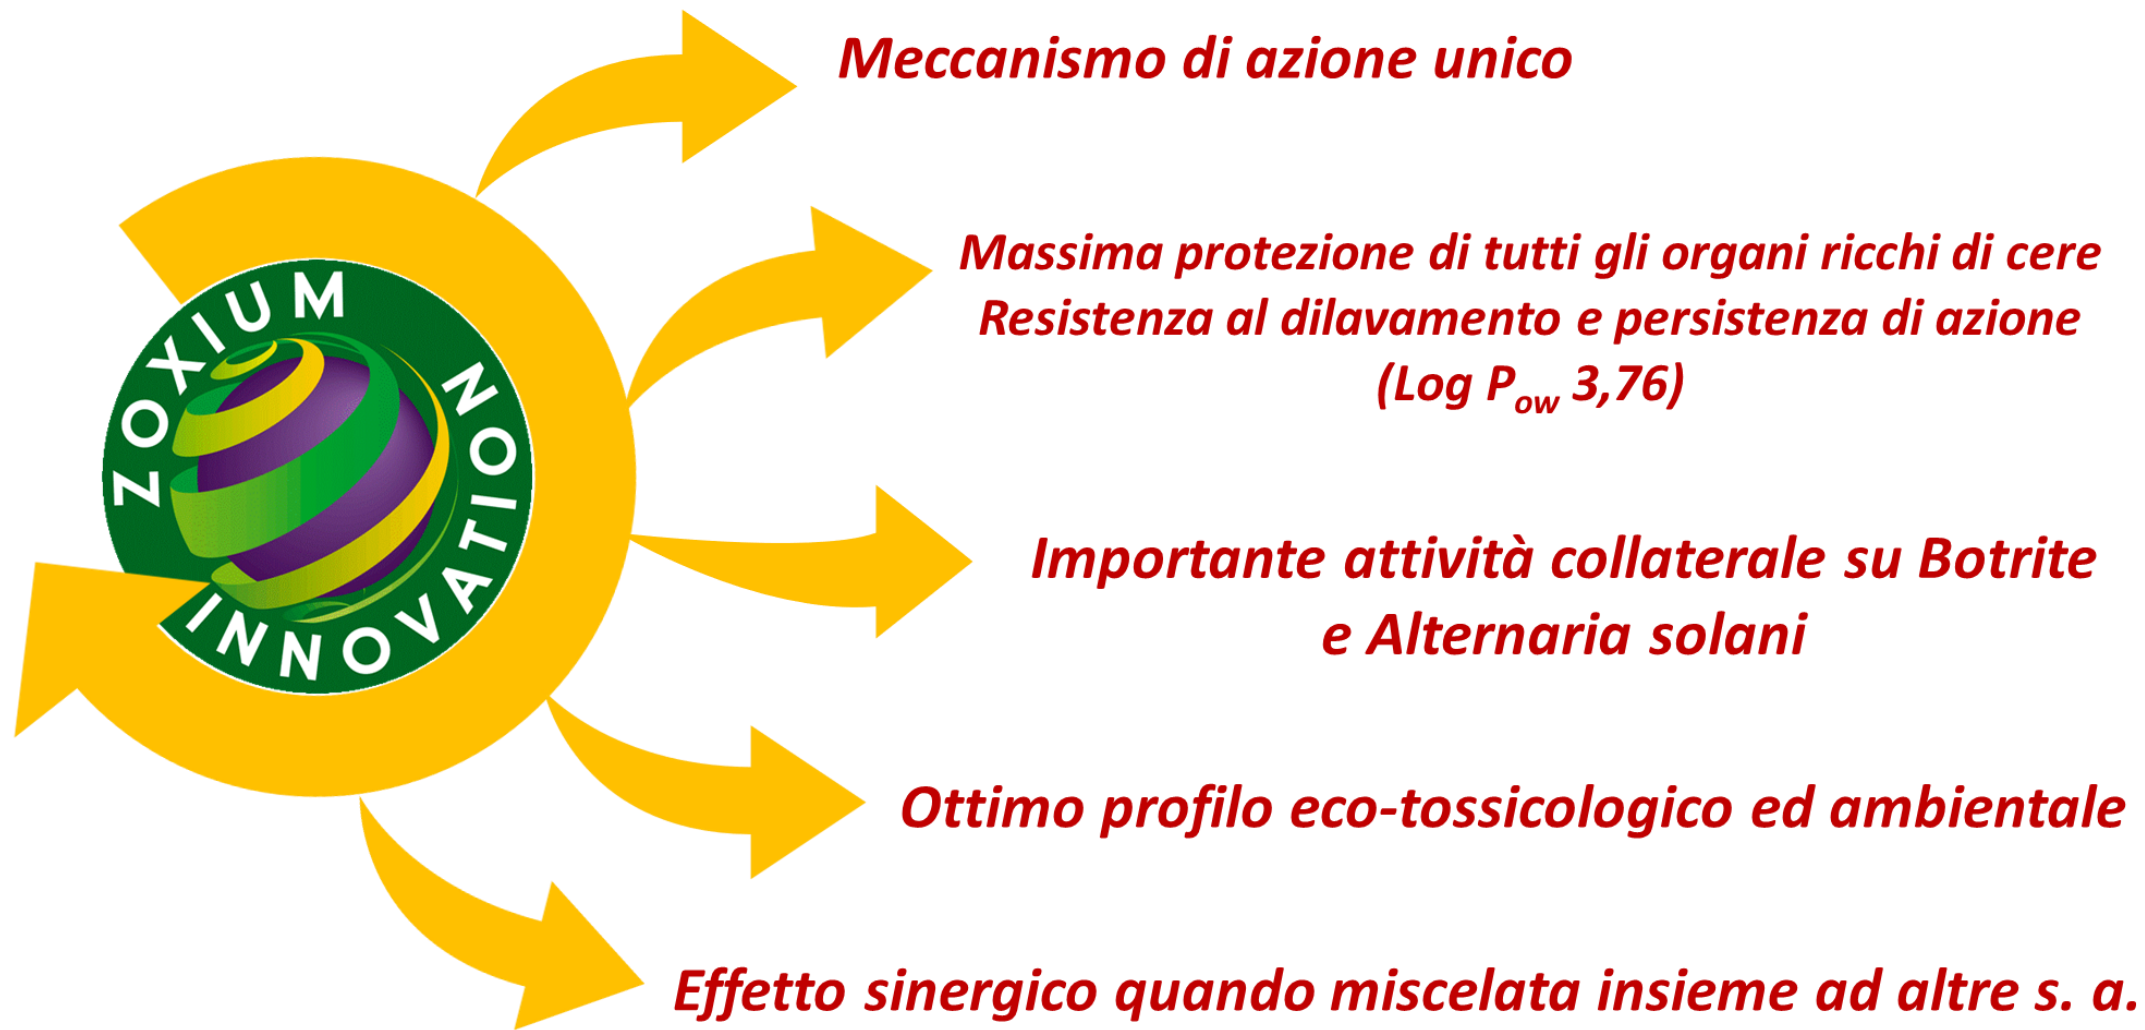 ZOXIUM INNOVATION
Meccanismo di azione unico
Massima protezione di tutti gli organi ricchi di cere
Resistenza al dilavamento e persistenza di azione
(Log Pow 3,76)
Importante attività collaterale su Botrite
e Alternaria solani
Ottimo profilo eco-tossicologico ed ambientale
Effetto sinergico quando miscelata insieme ad altre s. a.